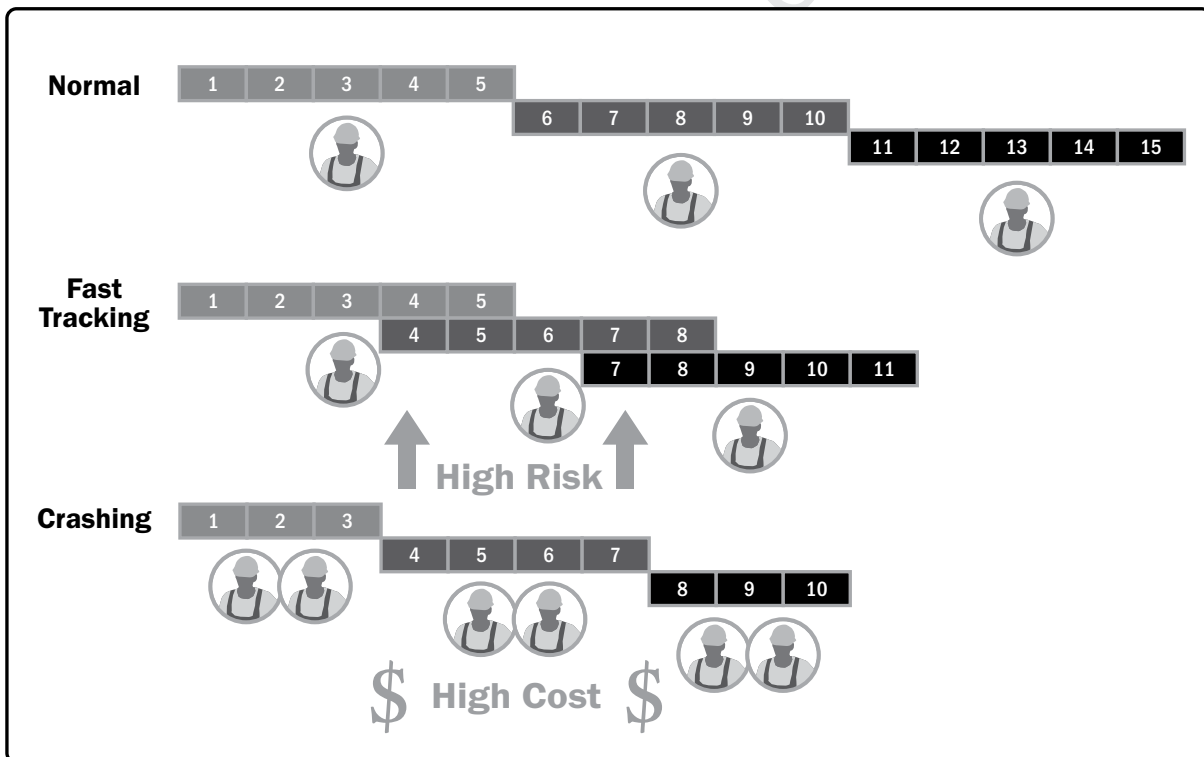 Normal
1 2 3 4 5
6 7 8 9 10
11 12 13 14 15
Fast
Tracking
1 2 3 4 5
4 5 6 7 8
7 8 9 10 11
High Risk
Crashing
1 2 3
4 5 6 7
8 9 10
$ High Cost $